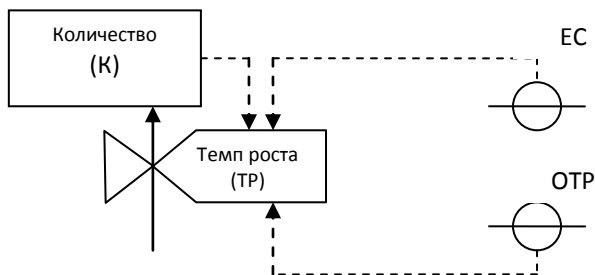 Количество
(К)
ЕС
Темп роста
(ТР)
ОТР